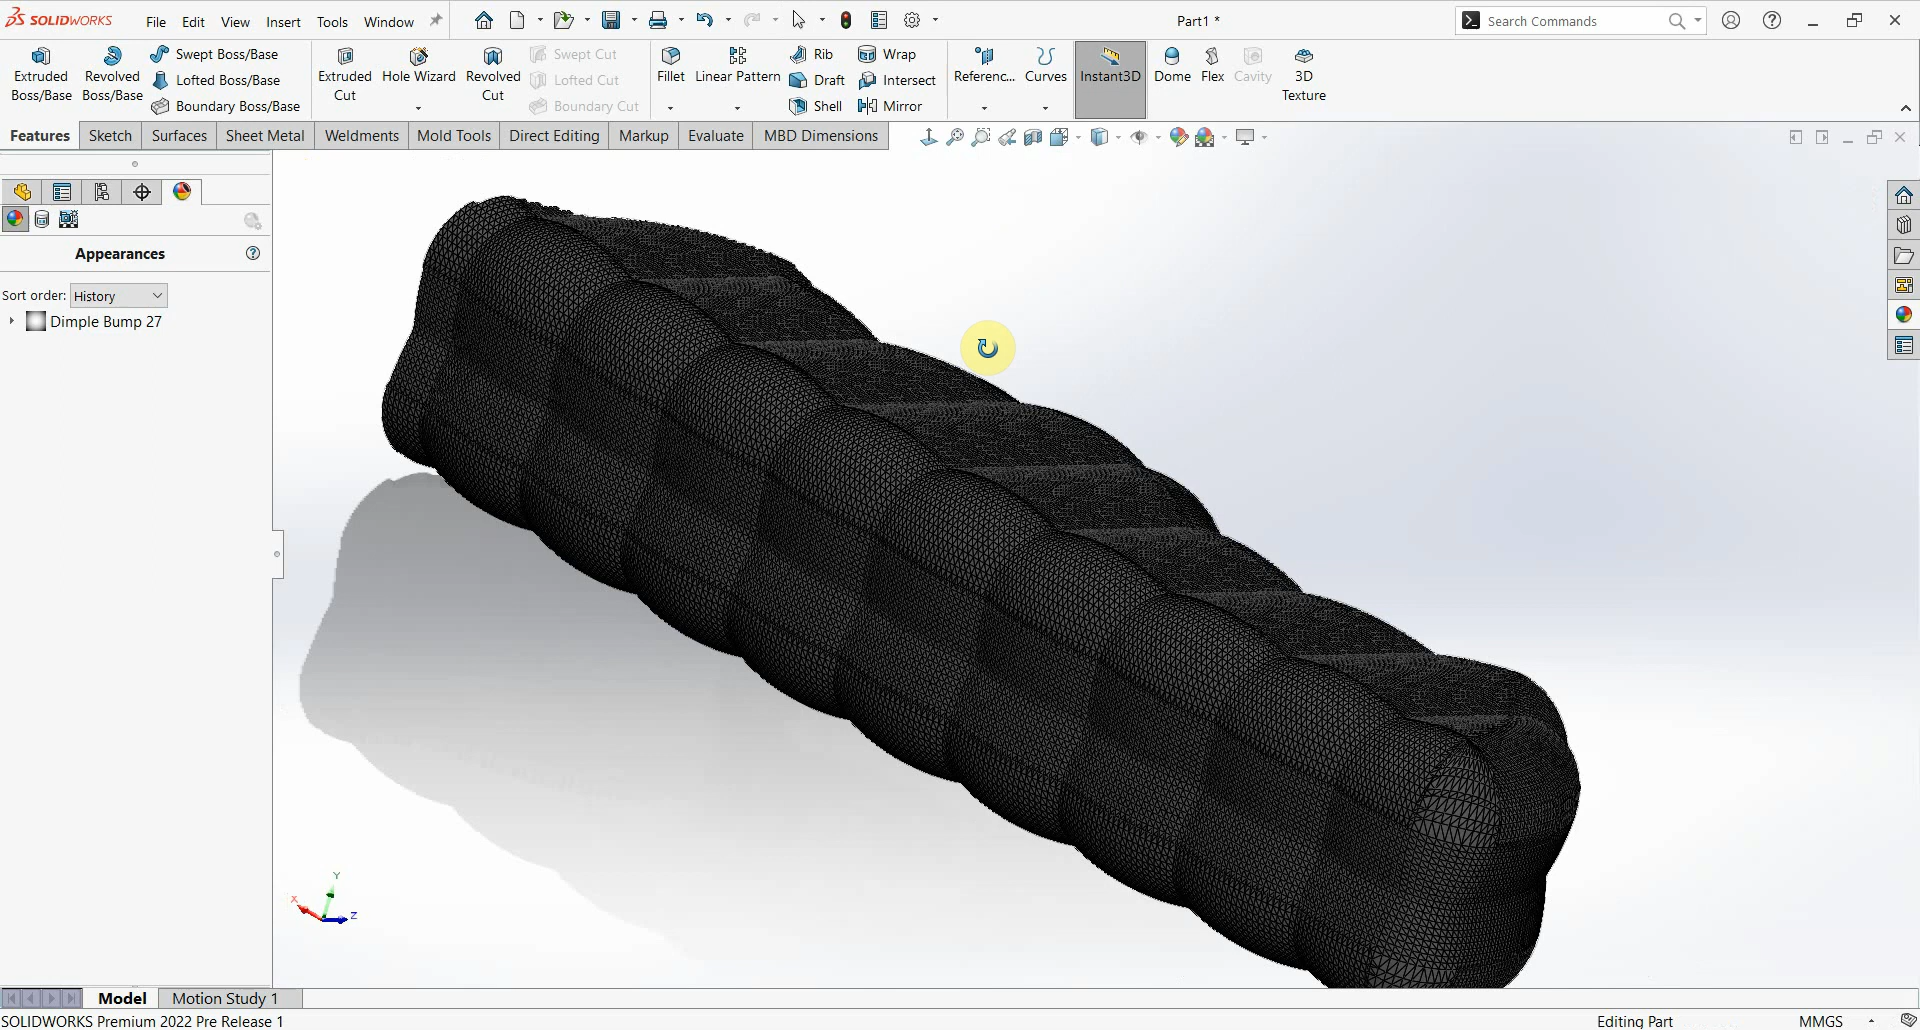 SOLIDWORKS File Edit View Insert Tools Window Part1 * Search Commands
Extruded Boss/Base
Revolved Boss/Base
Swept Boss/Base
Lofted Boss/Base
Boundary Boss/Base
Extruded Cut
Hole Wizard
Revolved Cut
Swept Cut
Lofted Cut
Boundary Cut
Fillet
Linear Pattern
Rib
Draft
Shell
Wrap
Intersect
Mirror
Referenc...
Curves
Instant3D
Dome
Flex
Cavity
3D Texture
Features Sketch Surfaces Sheet Metal Weldments Mold Tools Direct Editing Markup Evaluate MBD Dimensions
Appearances
Sort order: History
Dimple Bump 27
Y
X
Z
Model Motion Study 1
SOLIDWORKS Premium 2022 Pre Release 1 Editing Part MMGS